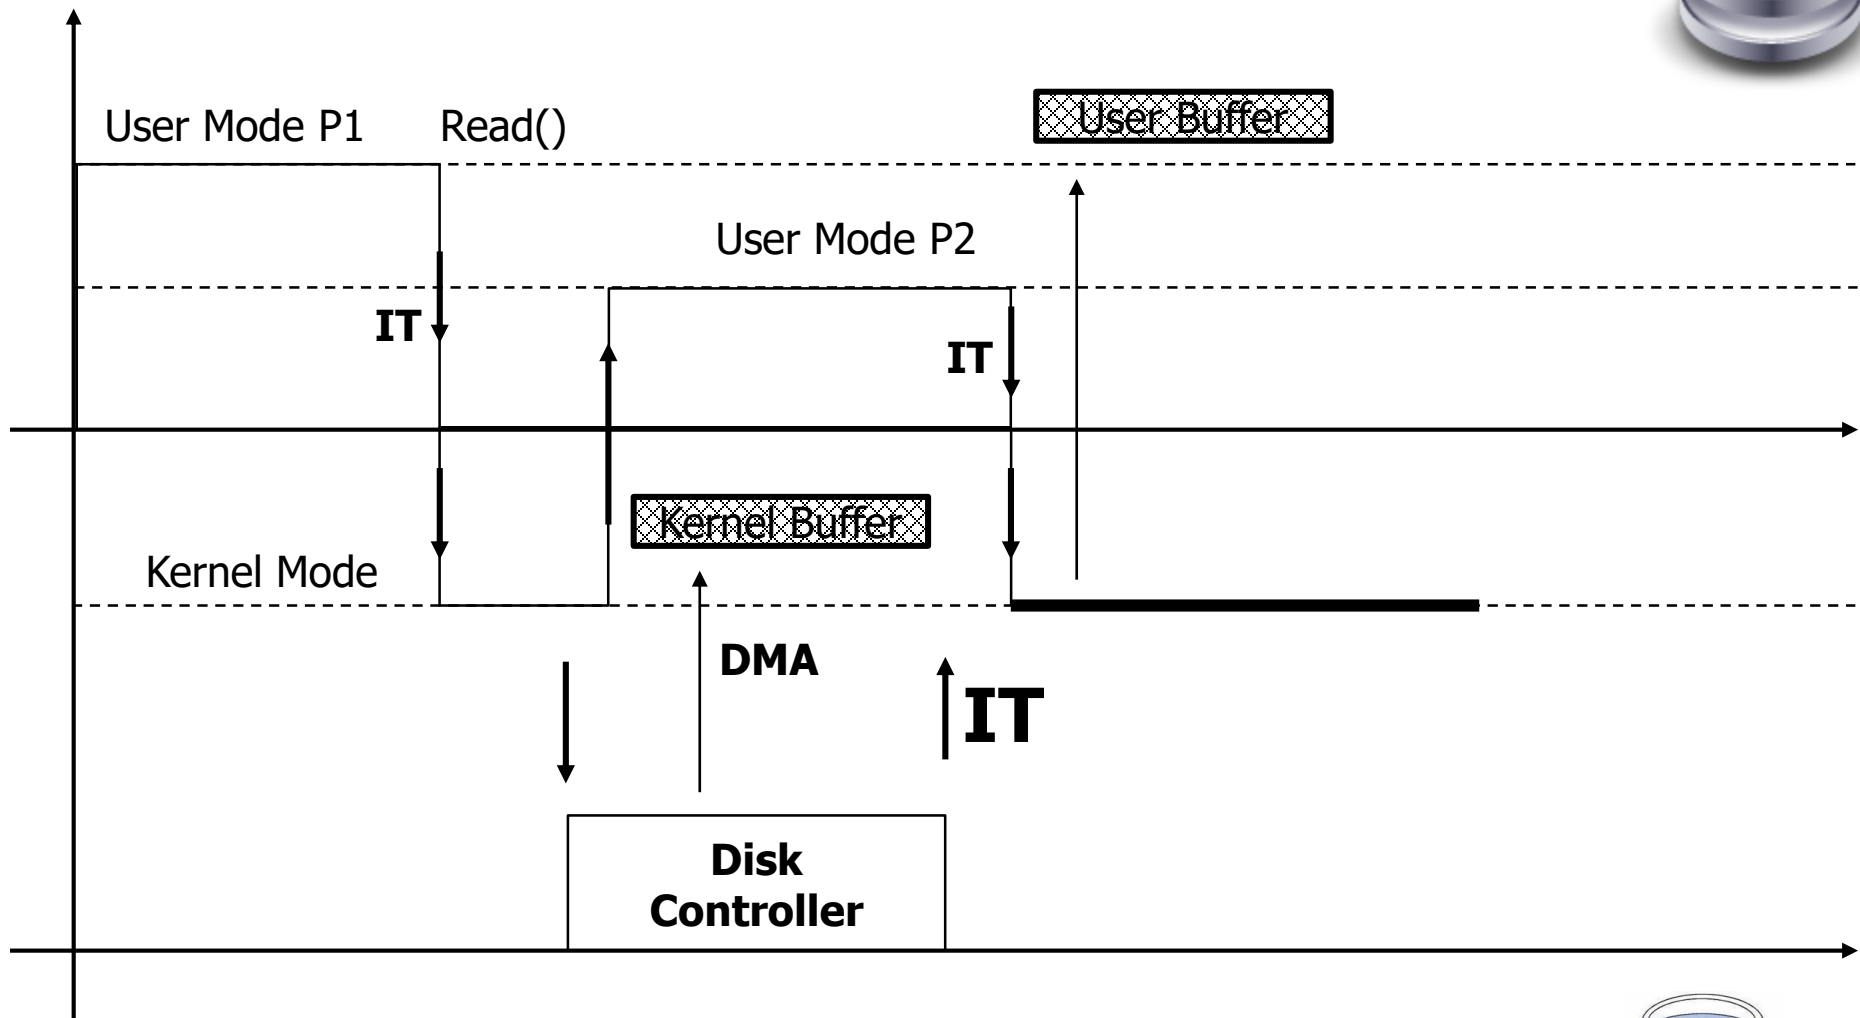 User Mode P1
Read()
User Buffer
User Mode P2
IT
IT
Kernel Buffer
Kernel Mode
DMA
IT
Disk
Controller